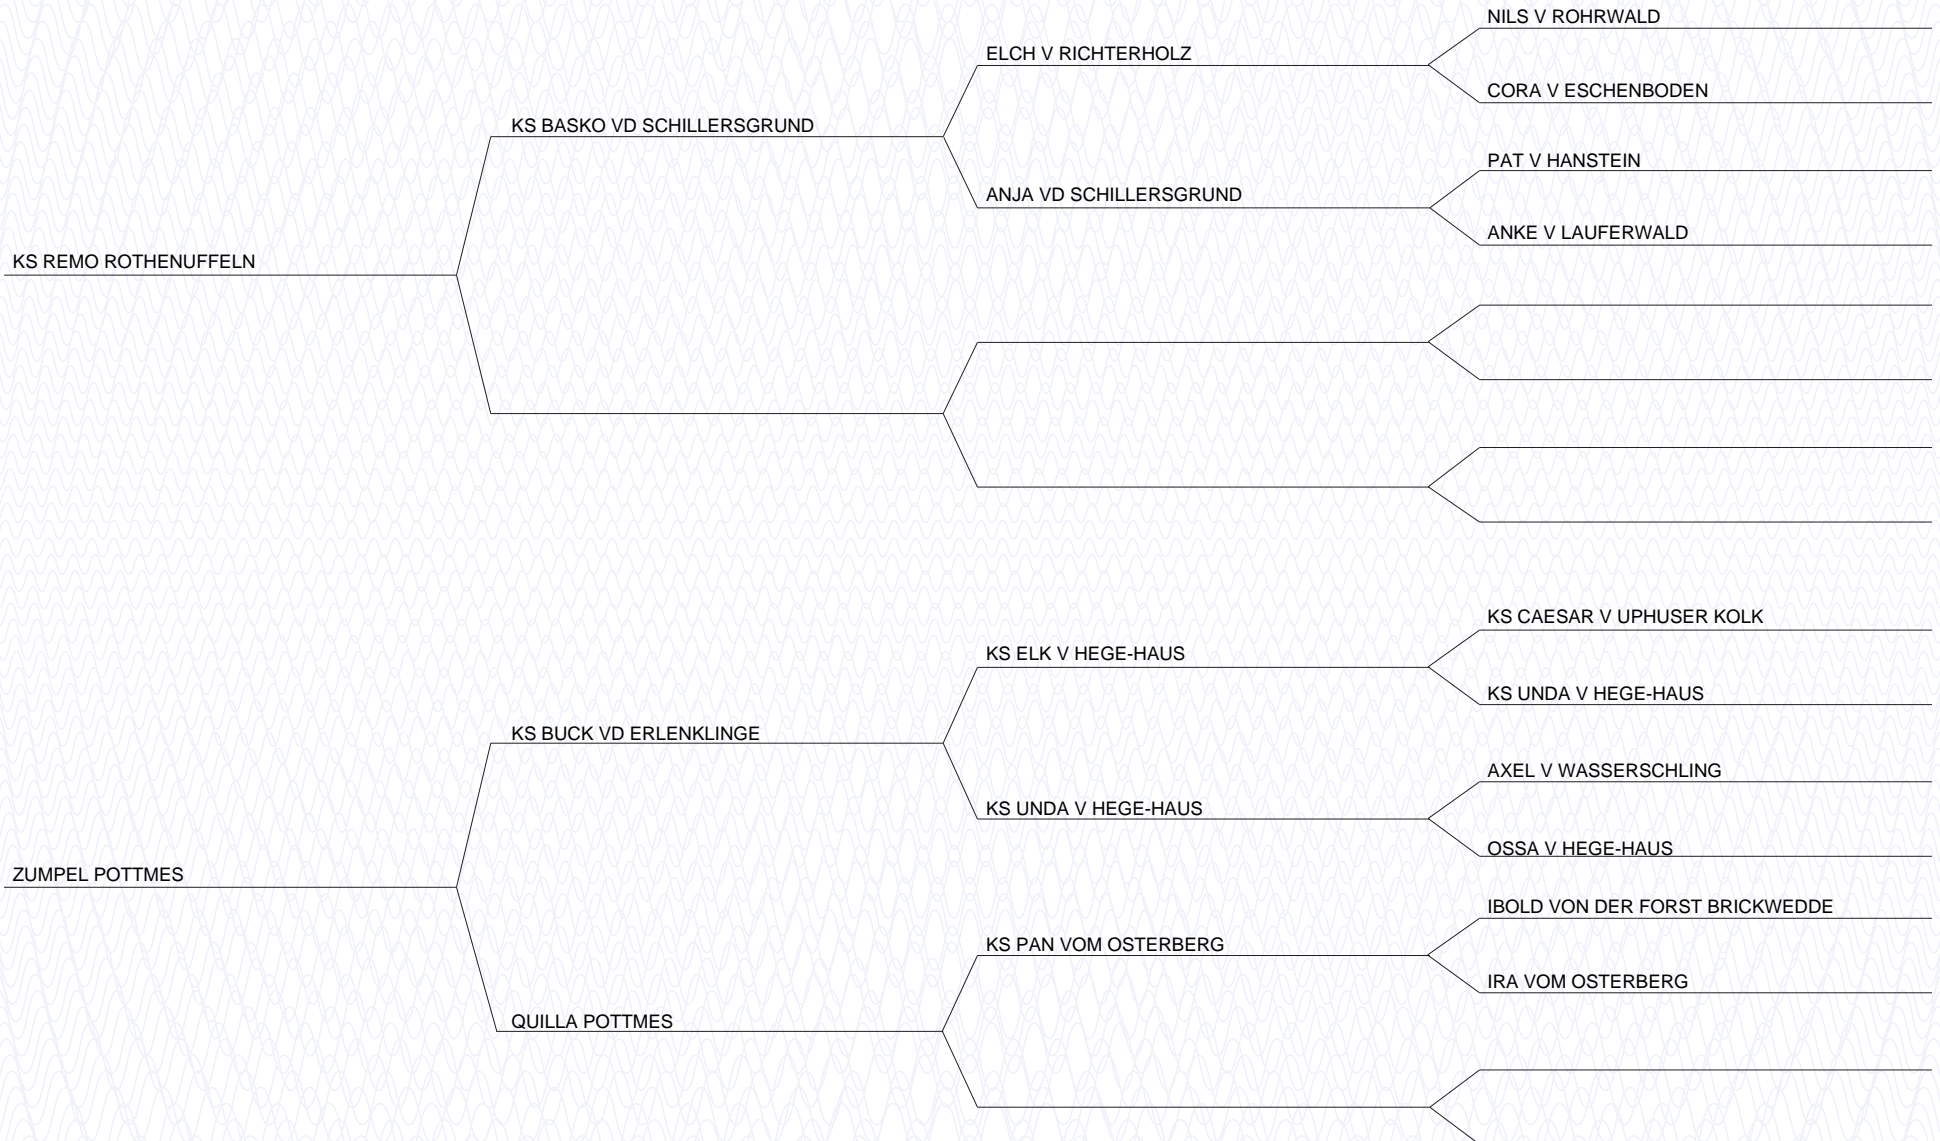 NILS V ROHRWALD
ELCH V RICHTERHOLZ
CORA V ESCHENBODEN
KS BASKO VD SCHILLERSGRUND
PAT V HANSTEIN
ANJA VD SCHILLERSGRUND
ANKE V LAUFERWALD
KS REMO ROTHENUFFELN
KS CAESAR V UPHUSER KOLK
KS ELK V HEGE-HAUS
KS UNDA V HEGE-HAUS
KS BUCK VD ERLENKLINGE
AXEL V WASSERSCHLING
KS UNDA V HEGE-HAUS
OSSA V HEGE-HAUS
ZUMPEL POTTMES
IBOLD VON DER FORST BRICKWEDDE
KS PAN VOM OSTERBERG
IRA VOM OSTERBERG
QUILLA POTTMES